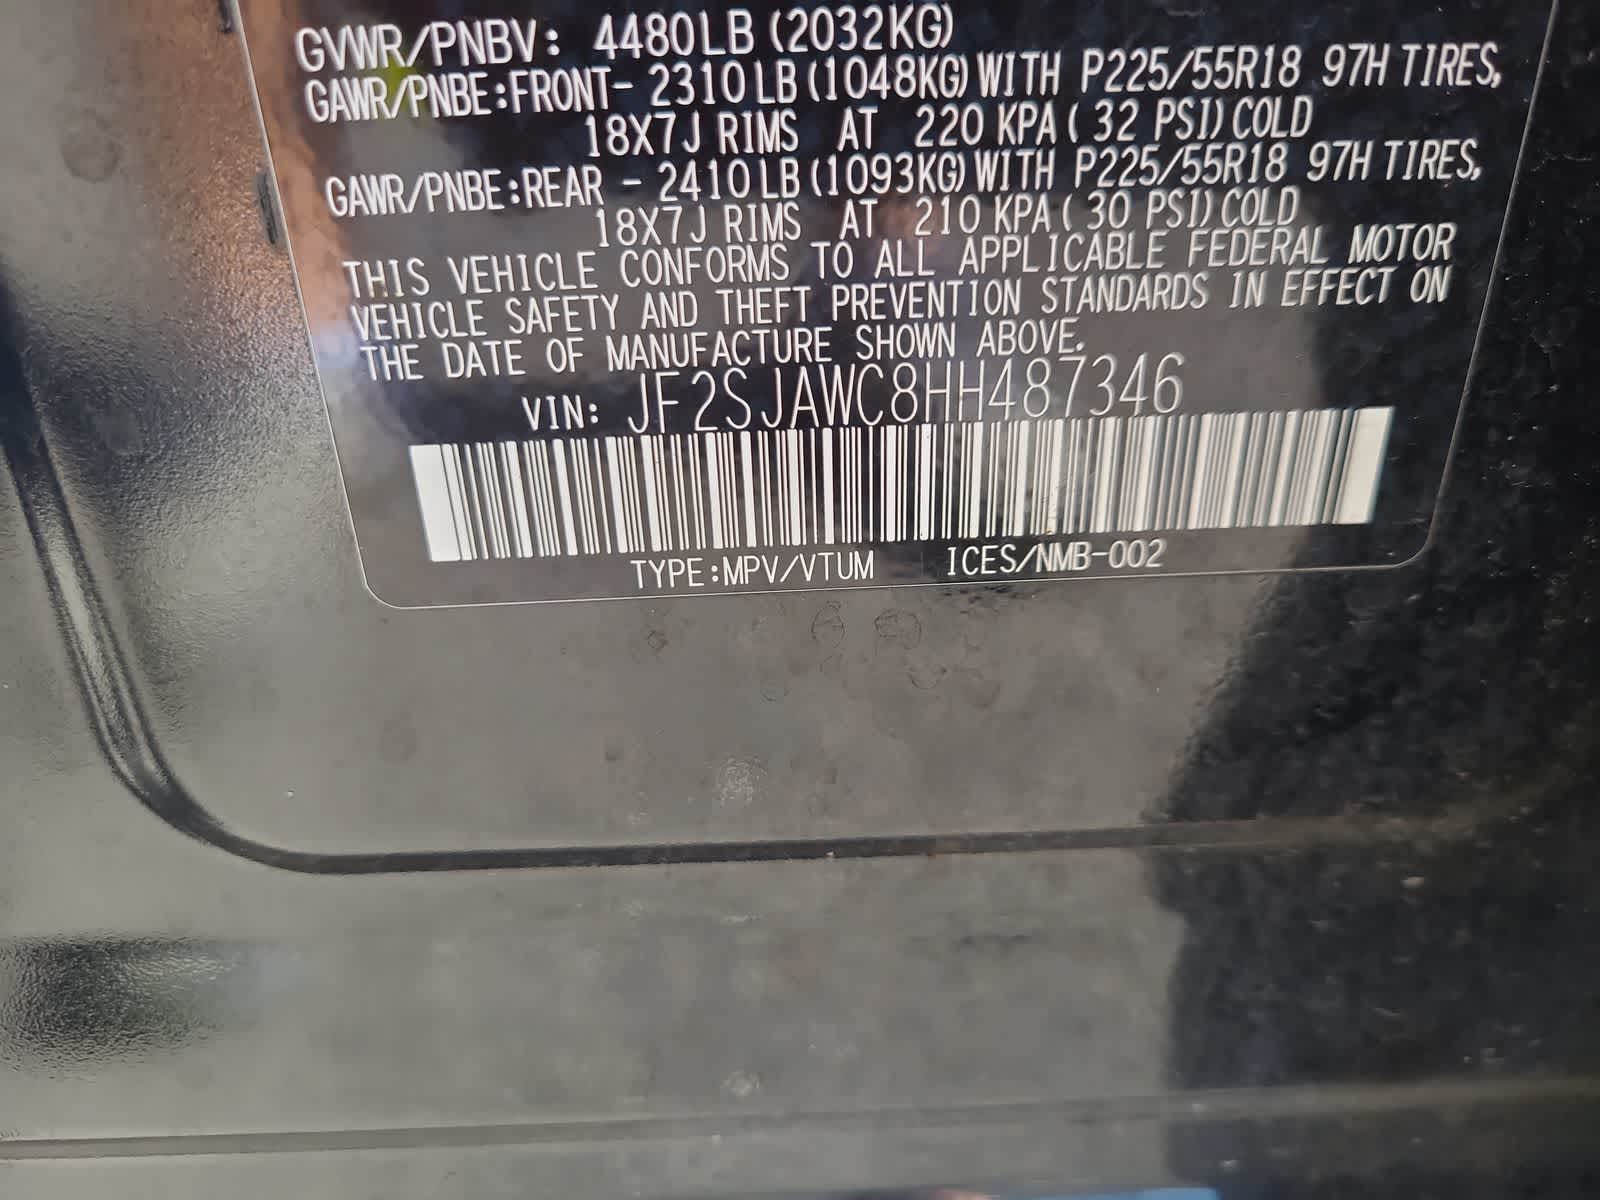 GVWR/PNBV: 4480LB (2032KG)
GAWR/PNBE:FRONT- 2310LB (1048KG) WITH P225/55R18 97H TIRES,
18X7J RIMS AT 220 KPA ( 32 PSI) COLD
GAWR/PNBE:REAR - 2410LB (1093KG) WITH P225/55R18 97H TIRES,
18X7J RIMS AT 210 KPA ( 30 PSI) COLD
THIS VEHICLE CONFORMS TO ALL APPLICABLE FEDERAL MOTOR
VEHICLE SAFETY AND THEFT PREVENTION STANDARDS IN EFFECT ON
THE DATE OF MANUFACTURE SHOWN ABOVE.
VIN: JF2SJAWC8HH487346
TYPE:MPV/VTUM ICES/NMB-002